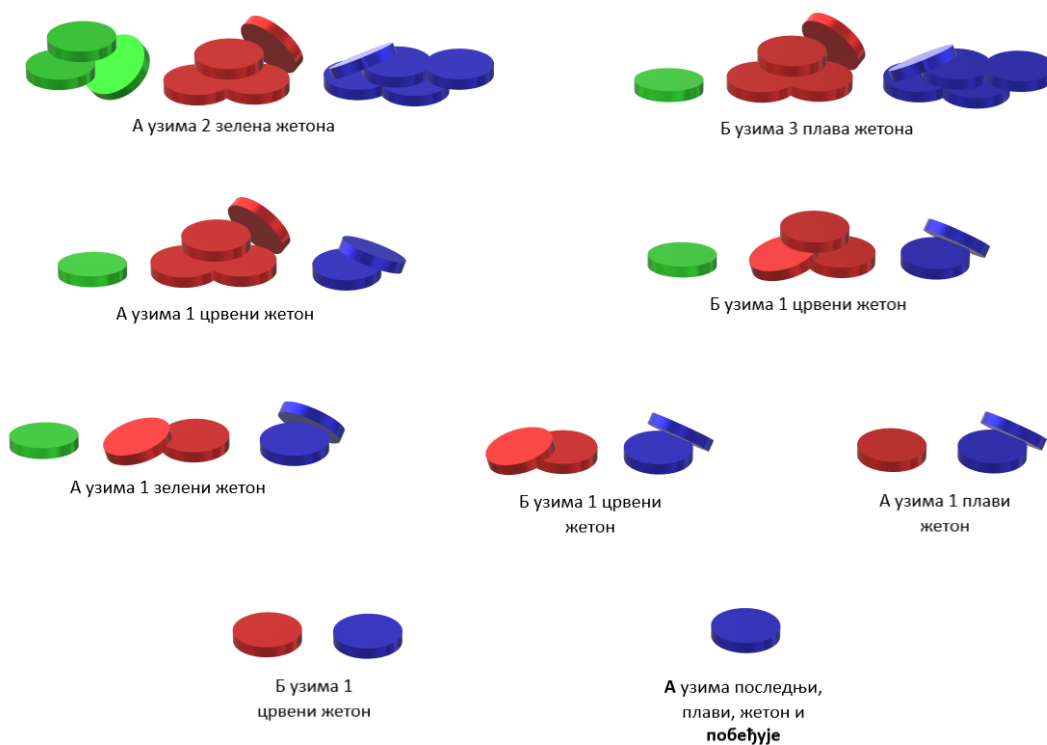 А узима 2 зелена жетона
Б узима 3 плава жетона
А узима 1 црвени жетон
Б узима 1 црвени жетон
А узима 1 зелени жетон
Б узима 1 црвени
жетон
А узима 1 плави
жетон
Б узима 1
црвени жетон
А узима последњи,
плави, жетон и
побеђује